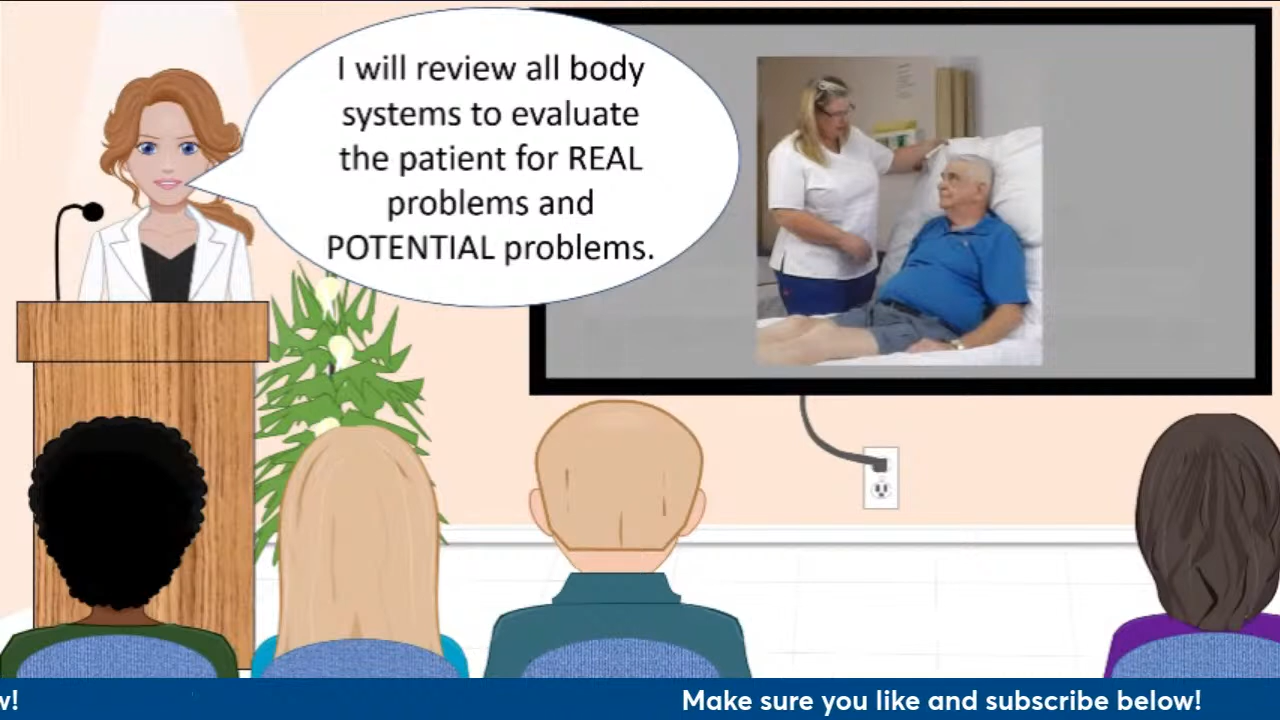 I will review all body
systems to evaluate
the patient for REAL
problems and
POTENTIAL problems.
w!
Make sure you like and subscribe below!